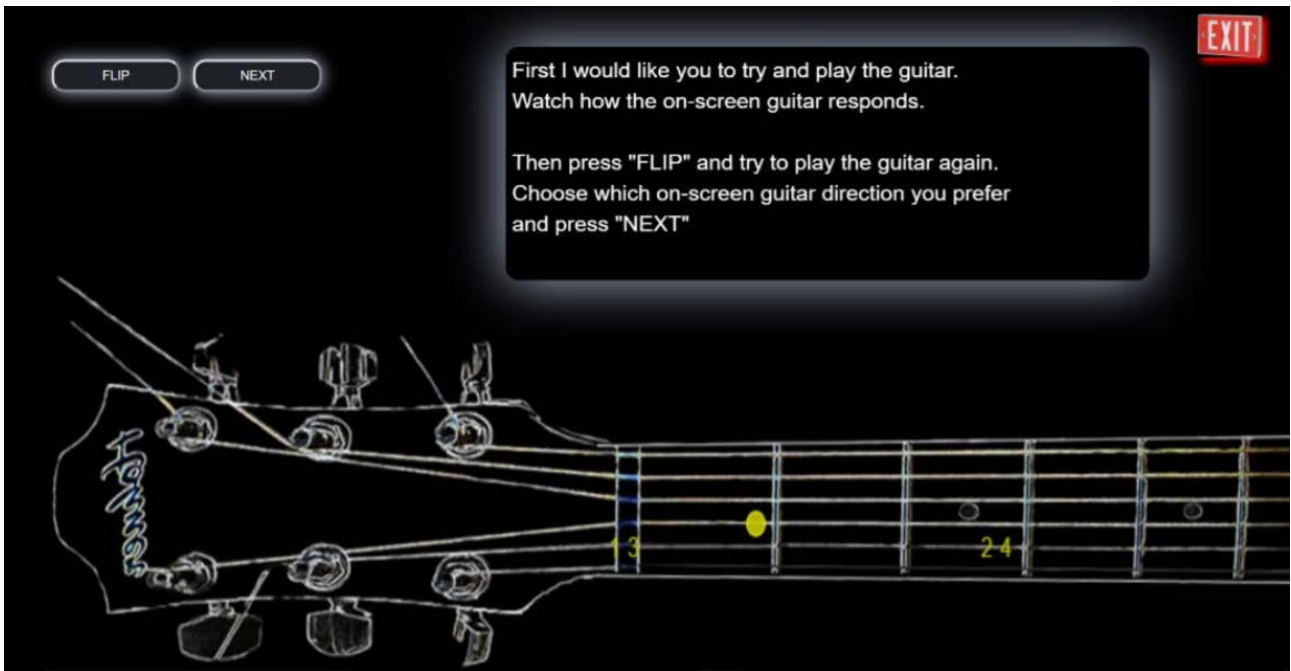 FLIP
NEXT
EXIT
First I would like you to try and play the guitar.
Watch how the on-screen guitar responds.
Then press "FLIP" and try to play the guitar again.
Choose which on-screen guitar direction you prefer
and press "NEXT"
1 3
2 4